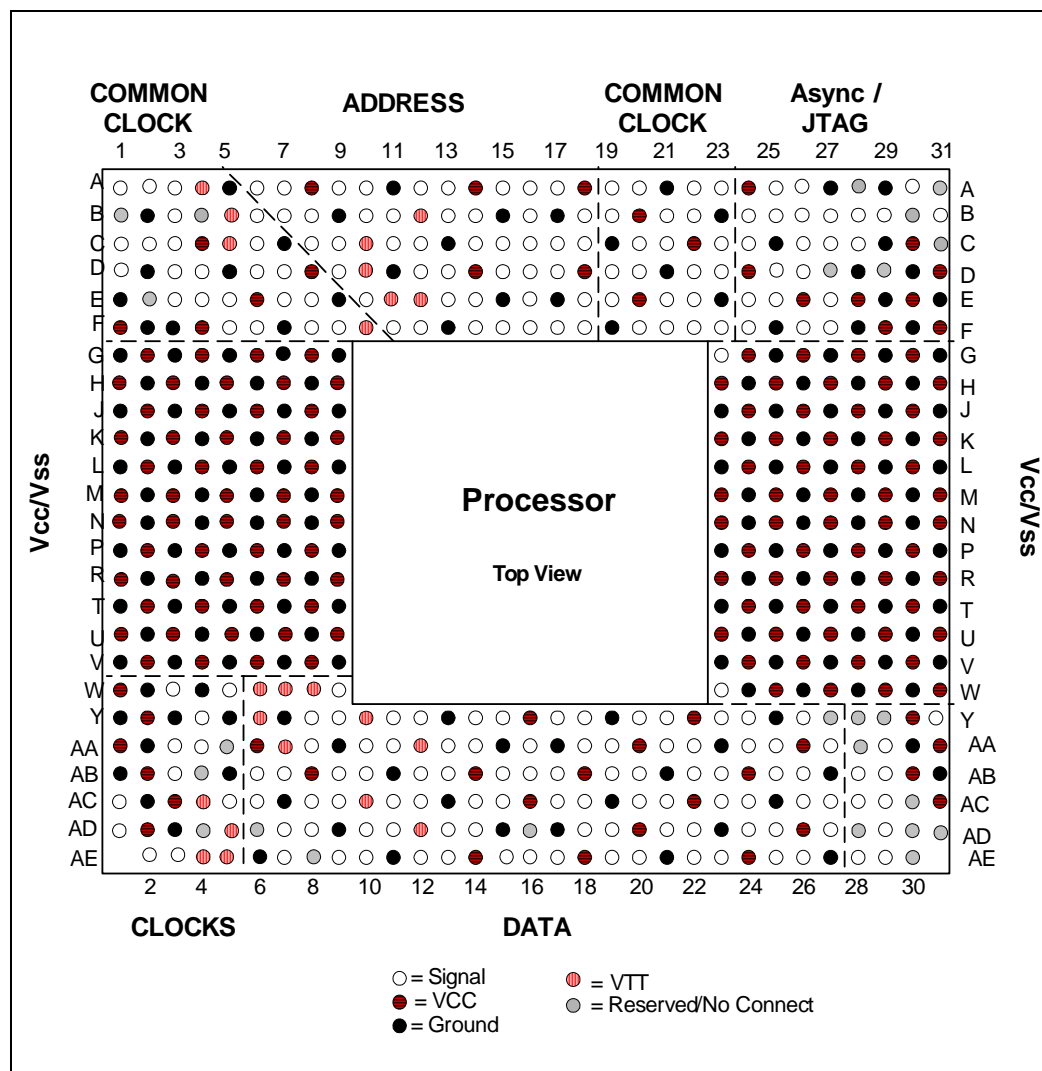 COMMON CLOCK
ADDRESS
COMMON CLOCK
Async / JTAG
1 3 5 7 9 11 13 15 17 19 21 23 25 27 29 31
A A
B B
C C
D D
E E
F F
G G
H H
J J
K K
L L
M M
N N
P P
R R
T T
U U
V V
W W
Y Y
AA AA
AB AB
AC AC
AD AD
AE AE
Vcc/Vss
Processor
Top View
Vcc/Vss
2 4 6 8 10 12 14 16 18 20 22 24 26 28 30
CLOCKS
DATA
= Signal
= VCC
= Ground
= VTT
= Reserved/No Connect